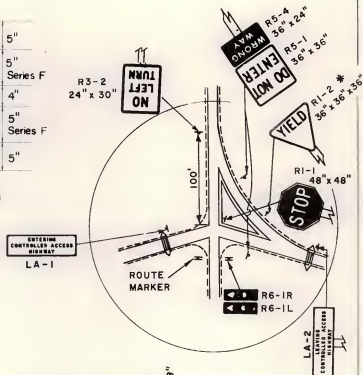 5"
5"
Series F
4"
5"
Series F
5"
R3-2
24" x 30"
NO
LEFT
TURN
R5-4
36" x 24"
WRONG
WAY
R5-1
36" x 36"
DO NOT
ENTER
R1-2 *
36" x 36" x 36"
YIELD
R1-1
48" x 48"
STOP
100'
ENTERING
CONTROLLED ACCESS
HIGHWAY
LA-1
ROUTE
MARKER
R6-1R
R6-1L
LA-2
LEAVING
CONTROLLED ACCESS
HIGHWAY